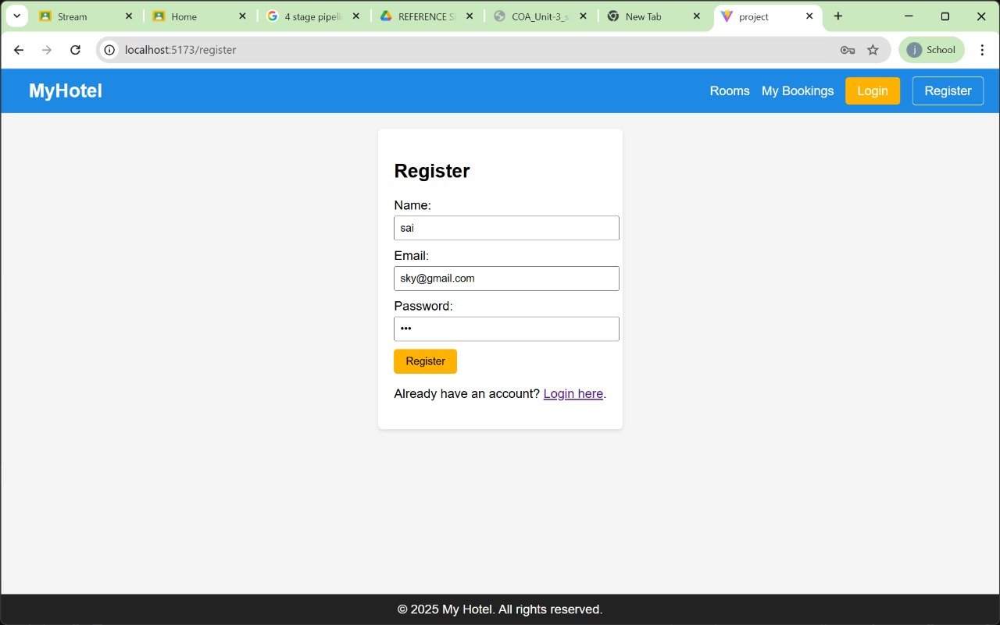 Stream
Home
4 stage pipeli
REFERENCE S
COA_Unit-3_s
New Tab
project
localhost:5173/register
j
School
MyHotel
Rooms
My Bookings
Login
Register
Register
Name:
sai
Email:
sky@gmail.com
Password:
•••
Register
Already have an account? Login here.
© 2025 My Hotel. All rights reserved.